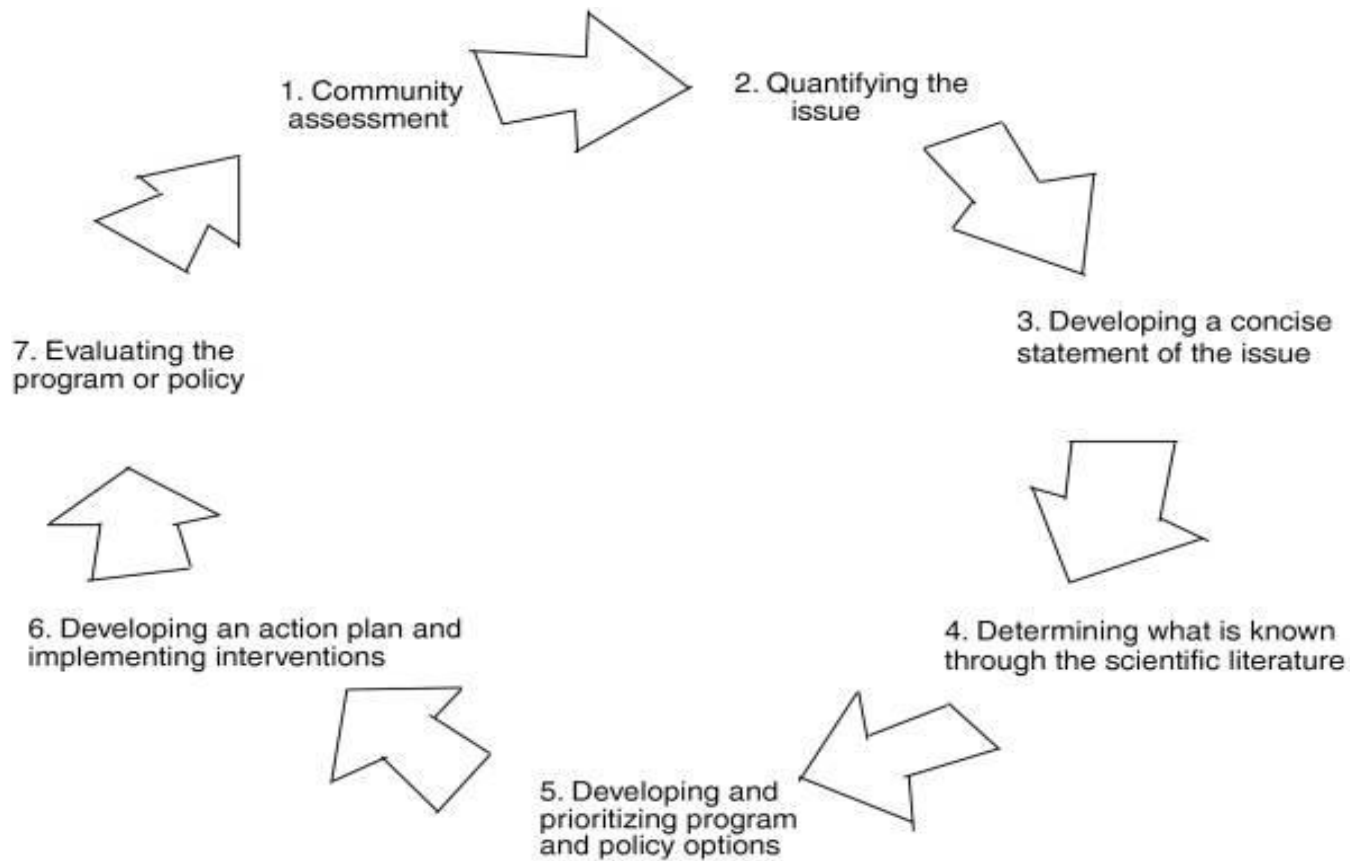 1. Community
assessment
2. Quantifying the
issue
3. Developing a concise
statement of the issue
4. Determining what is known
through the scientific literature
5. Developing and
prioritizing program
and policy options
6. Developing an action plan and
implementing interventions
7. Evaluating the
program or policy